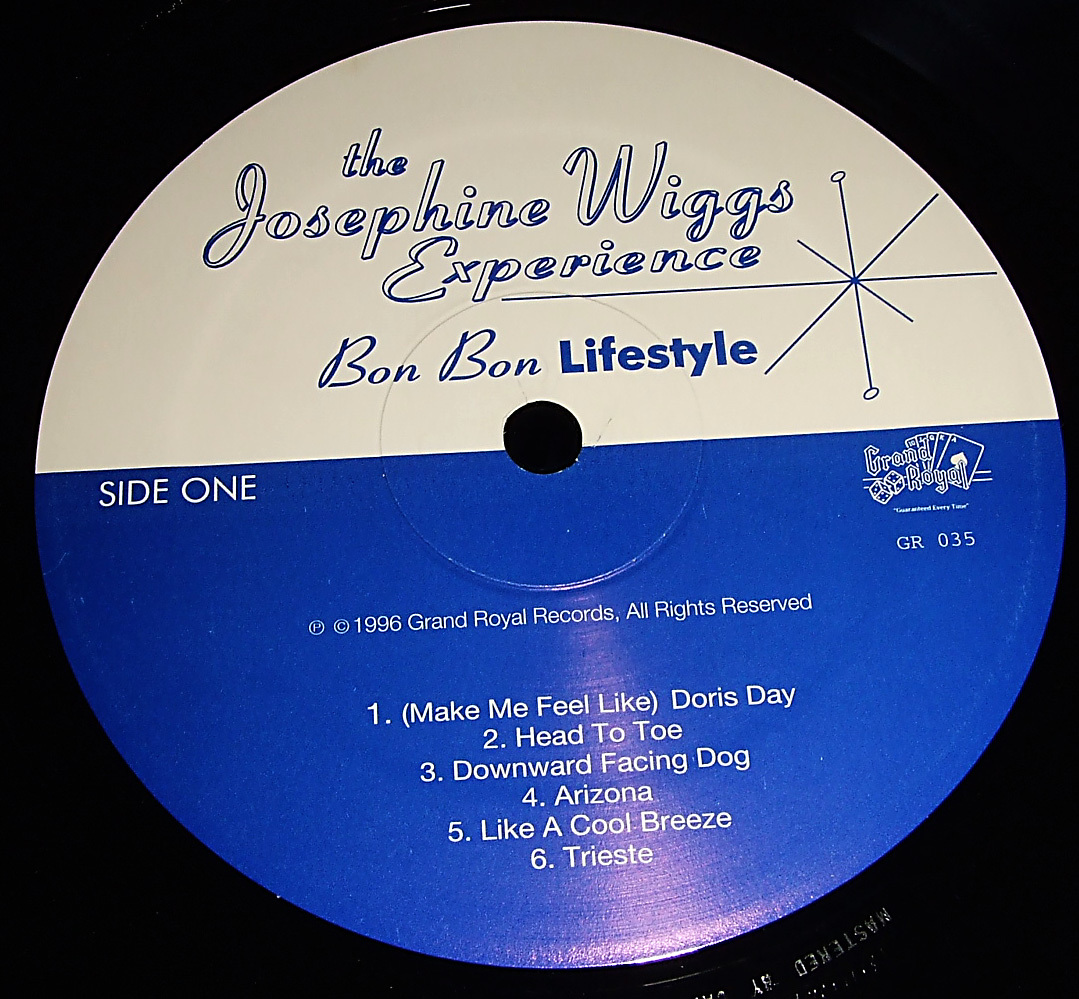 the
Josephine Wiggs
Experience
Bon Bon Lifestyle
SIDE ONE
Grand
Royal
"Guaranteed Every Time"
GR 035
℗ ©1996 Grand Royal Records, All Rights Reserved
1. (Make Me Feel Like) Doris Day
2. Head To Toe
3. Downward Facing Dog
4. Arizona
5. Like A Cool Breeze
6. Trieste
MASTERED BY